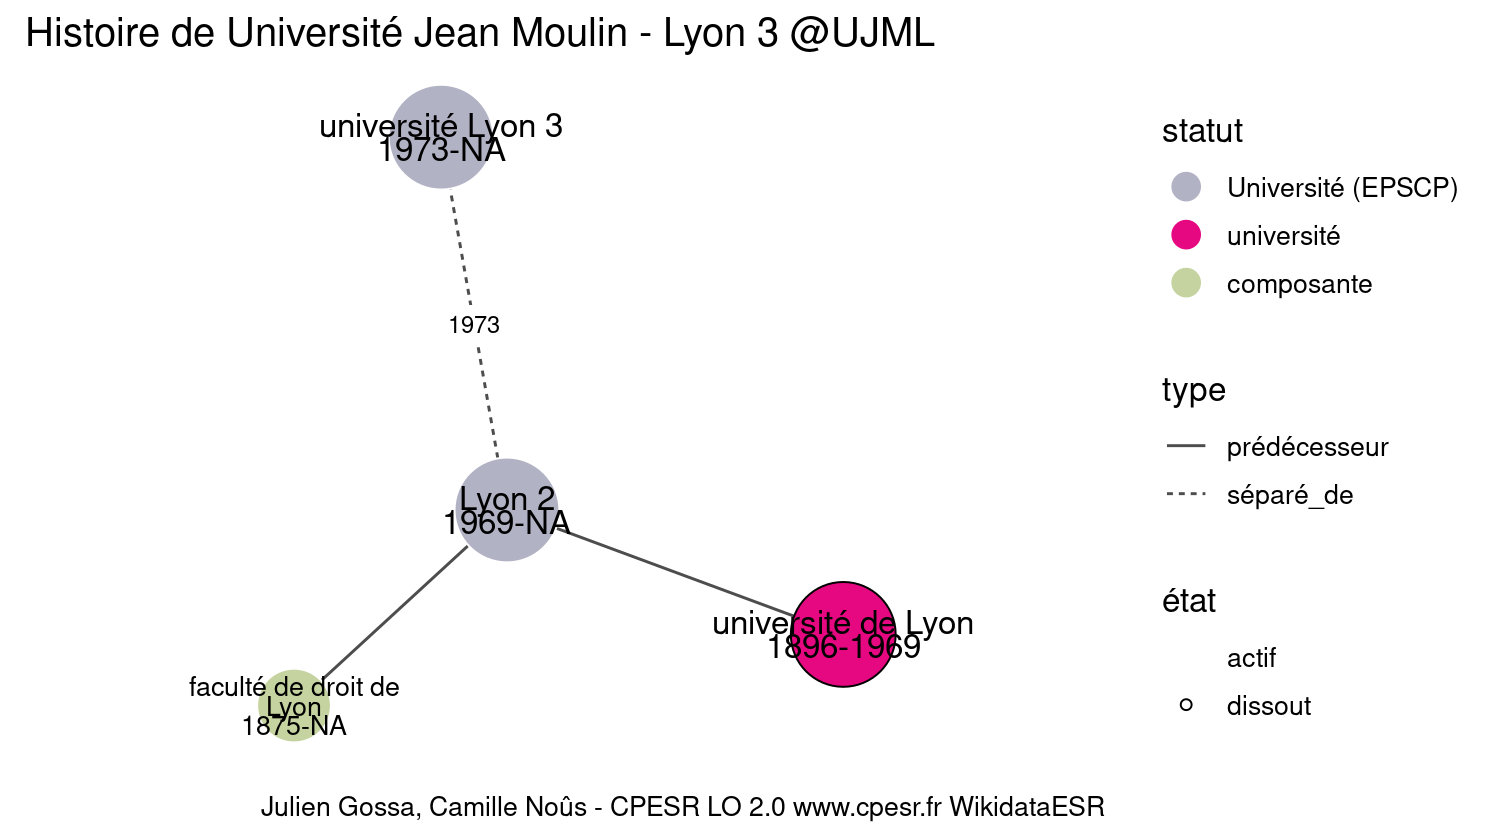 Histoire de Université Jean Moulin - Lyon 3 @UJML
université Lyon 3
1973-NA
1973
Lyon 2
1969-NA
université de Lyon
1896-1969
faculté de droit de
Lyon
1875-NA
statut
Université (EPSCP)
université
composante
type
prédécesseur
séparé_de
état
actif
dissout
Julien Gossa, Camille Noûs - CPESR LO 2.0 www.cpesr.fr WikidataESR